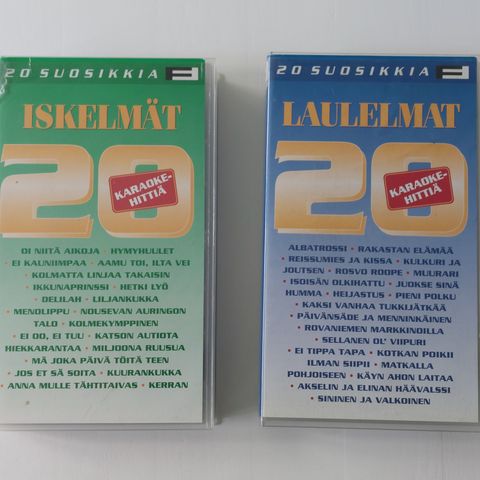 20 SUOSIKKIA
ISKELMÄT
20
KARAOKE-
HITTIÄ
OI NIITÄ AIKOJA • HYMYHUULET
• EI KAUNIIMPAA • AAMU TOI, ILTA VEI
• KOLMATTA LINJAA TAKAISIN
• IKKUNAPRINSSI • HETKI LYÖ
• DELILAH • LILJANKUKKA
• MENOLIPPU • NOUSEVAN AURINGON
TALO • KOLMEKYMPPINEN
• EI OO, EI TUU • KATSON AUTIOTA
HIEKKARANTAA • MILJOONA RUUSUA
• MÄ JOKA PÄIVÄ TÖITÄ TEEN
• JOS ET SÄ SOITA • KUURANKUKKA
• ANNA MULLE TÄHTITAIVAS • KERRAN
20 SUOSIKKIA
LAULELMAT
20
KARAOKE-
HITTIÄ
ALBATROSSI • RAKASTAN ELÄMÄÄ
• REISSUMIES JA KISSA • KULKURI JA
JOUTSEN • ROSVO ROOPE • MUURARI
• ISOISÄN OLKIHATTU • JUOKSE SINÄ
HUMMA • HEIJASTUS • PIENI POLKU
• KAKSI VANHAA TUKKIJÄTKÄÄ
• PÄIVÄNSÄDE JA MENNINKÄINEN
• ROVANIEMEN MARKKINOILLA
• SELLANEN OL' VIIPURI
• EI TIPPA TAPA • KOTKAN POIKII
ILMAN SIIPII • MATKALLA
POHJOISEEN • KÄYN AHON LAITAA
• AKSELIN JA ELINAN HÄÄVALSSI
• SININEN JA VALKOINEN